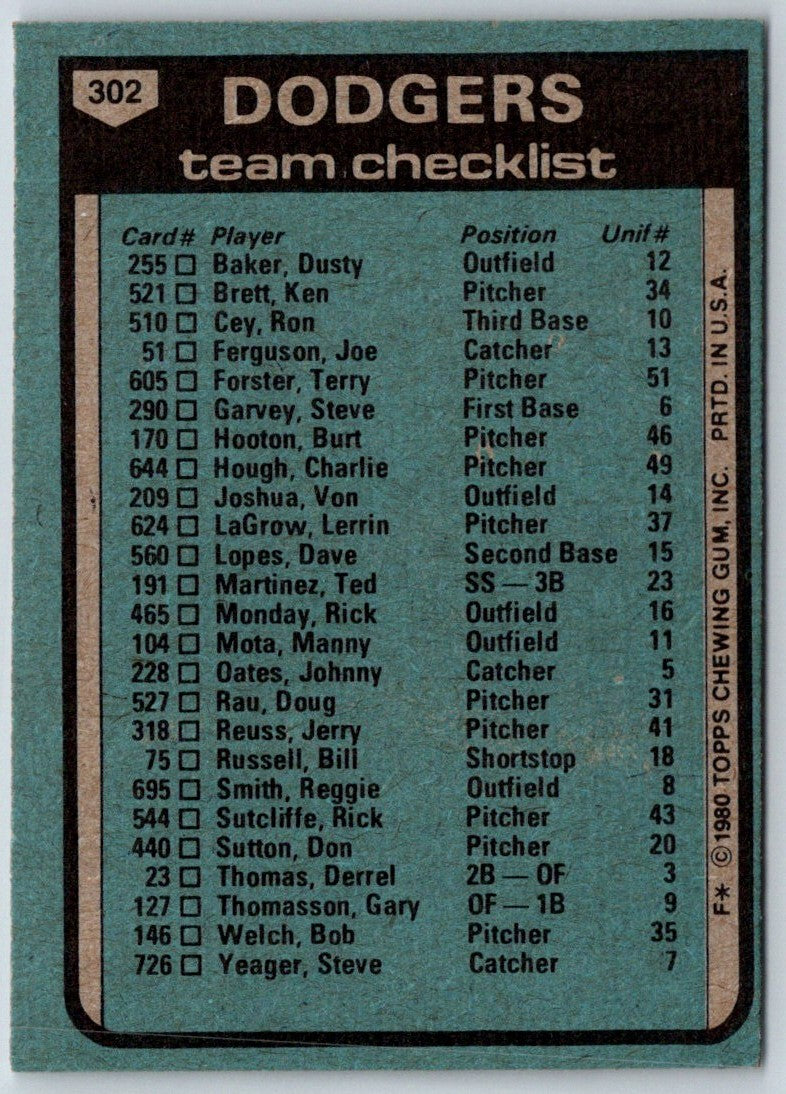 302
DODGERS
team checklist
Card# Player Position Unif#
255 □ Baker, Dusty Outfield 12
521 □ Brett, Ken Pitcher 34
510 □ Cey, Ron Third Base 10
51 □ Ferguson, Joe Catcher 13
605 □ Forster, Terry Pitcher 51
290 □ Garvey, Steve First Base 6
170 □ Hooton, Burt Pitcher 46
644 □ Hough, Charlie Pitcher 49
209 □ Joshua, Von Outfield 14
624 □ LaGrow, Lerrin Pitcher 37
560 □ Lopes, Dave Second Base 15
191 □ Martinez, Ted SS — 3B 23
465 □ Monday, Rick Outfield 16
104 □ Mota, Manny Outfield 11
228 □ Oates, Johnny Catcher 5
527 □ Rau, Doug Pitcher 31
318 □ Reuss, Jerry Pitcher 41
75 □ Russell, Bill Shortstop 18
695 □ Smith, Reggie Outfield 8
544 □ Sutcliffe, Rick Pitcher 43
440 □ Sutton, Don Pitcher 20
23 □ Thomas, Derrel 2B — OF 3
127 □ Thomasson, Gary OF — 1B 9
146 □ Welch, Bob Pitcher 35
726 □ Yeager, Steve Catcher 7
F* © 1980 TOPPS CHEWING GUM, INC. PRTD. IN U.S.A.